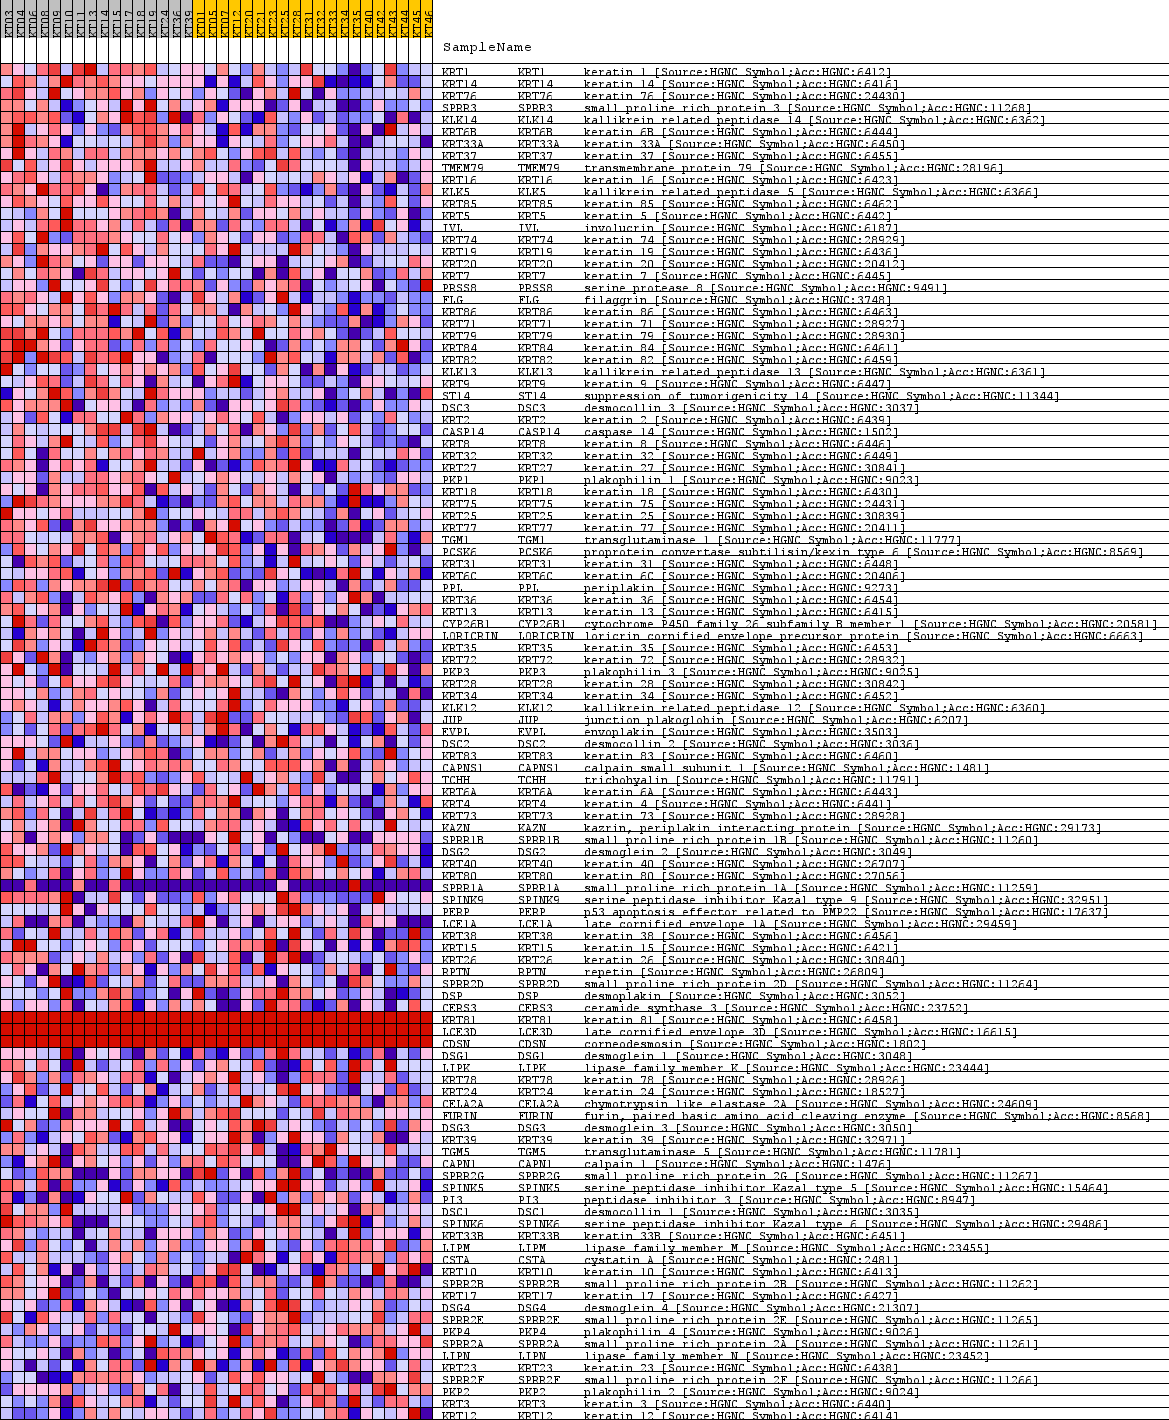 KT03 KT04 KT06 KT08 KT09 KT10 KT11 KT13 KT14 KT15 KT17 KT18 KT19 KT24 KT36 KT39 KT01 KT05 KT07 KT12 KT20 KT21 KT23 KT25 KT28 KT31 KT32 KT33 KT34 KT35 KT40 KT42 KT43 KT44 KT45 KT46
SampleName
KRT1 KRT1 keratin 1 [Source:HGNC Symbol;Acc:HGNC:6412]
KRT14 KRT14 keratin 14 [Source:HGNC Symbol;Acc:HGNC:6416]
KRT76 KRT76 keratin 76 [Source:HGNC Symbol;Acc:HGNC:24430]
SPRR3 SPRR3 small proline rich protein 3 [Source:HGNC Symbol;Acc:HGNC:11268]
KLK14 KLK14 kallikrein related peptidase 14 [Source:HGNC Symbol;Acc:HGNC:6362]
KRT6B KRT6B keratin 6B [Source:HGNC Symbol;Acc:HGNC:6444]
KRT33A KRT33A keratin 33A [Source:HGNC Symbol;Acc:HGNC:6450]
KRT37 KRT37 keratin 37 [Source:HGNC Symbol;Acc:HGNC:6455]
TMEM79 TMEM79 transmembrane protein 79 [Source:HGNC Symbol;Acc:HGNC:28196]
KRT16 KRT16 keratin 16 [Source:HGNC Symbol;Acc:HGNC:6423]
KLK5 KLK5 kallikrein related peptidase 5 [Source:HGNC Symbol;Acc:HGNC:6366]
KRT85 KRT85 keratin 85 [Source:HGNC Symbol;Acc:HGNC:6462]
KRT5 KRT5 keratin 5 [Source:HGNC Symbol;Acc:HGNC:6442]
IVL IVL involucrin [Source:HGNC Symbol;Acc:HGNC:6187]
KRT74 KRT74 keratin 74 [Source:HGNC Symbol;Acc:HGNC:28929]
KRT19 KRT19 keratin 19 [Source:HGNC Symbol;Acc:HGNC:6436]
KRT20 KRT20 keratin 20 [Source:HGNC Symbol;Acc:HGNC:20412]
KRT7 KRT7 keratin 7 [Source:HGNC Symbol;Acc:HGNC:6445]
PRSS8 PRSS8 serine protease 8 [Source:HGNC Symbol;Acc:HGNC:9491]
FLG FLG filaggrin [Source:HGNC Symbol;Acc:HGNC:3748]
KRT86 KRT86 keratin 86 [Source:HGNC Symbol;Acc:HGNC:6463]
KRT71 KRT71 keratin 71 [Source:HGNC Symbol;Acc:HGNC:28927]
KRT79 KRT79 keratin 79 [Source:HGNC Symbol;Acc:HGNC:28930]
KRT84 KRT84 keratin 84 [Source:HGNC Symbol;Acc:HGNC:6461]
KRT82 KRT82 keratin 82 [Source:HGNC Symbol;Acc:HGNC:6459]
KLK13 KLK13 kallikrein related peptidase 13 [Source:HGNC Symbol;Acc:HGNC:6361]
KRT9 KRT9 keratin 9 [Source:HGNC Symbol;Acc:HGNC:6447]
ST14 ST14 suppression of tumorigenicity 14 [Source:HGNC Symbol;Acc:HGNC:11344]
DSC3 DSC3 desmocollin 3 [Source:HGNC Symbol;Acc:HGNC:3037]
KRT2 KRT2 keratin 2 [Source:HGNC Symbol;Acc:HGNC:6439]
CASP14 CASP14 caspase 14 [Source:HGNC Symbol;Acc:HGNC:1502]
KRT8 KRT8 keratin 8 [Source:HGNC Symbol;Acc:HGNC:6446]
KRT32 KRT32 keratin 32 [Source:HGNC Symbol;Acc:HGNC:6449]
KRT27 KRT27 keratin 27 [Source:HGNC Symbol;Acc:HGNC:30841]
PKP1 PKP1 plakophilin 1 [Source:HGNC Symbol;Acc:HGNC:9023]
KRT18 KRT18 keratin 18 [Source:HGNC Symbol;Acc:HGNC:6430]
KRT75 KRT75 keratin 75 [Source:HGNC Symbol;Acc:HGNC:24431]
KRT25 KRT25 keratin 25 [Source:HGNC Symbol;Acc:HGNC:30839]
KRT77 KRT77 keratin 77 [Source:HGNC Symbol;Acc:HGNC:20411]
TGM1 TGM1 transglutaminase 1 [Source:HGNC Symbol;Acc:HGNC:11777]
PCSK6 PCSK6 proprotein convertase subtilisin/kexin type 6 [Source:HGNC Symbol;Acc:HGNC:8569]
KRT31 KRT31 keratin 31 [Source:HGNC Symbol;Acc:HGNC:6448]
KRT6C KRT6C keratin 6C [Source:HGNC Symbol;Acc:HGNC:20406]
PPL PPL periplakin [Source:HGNC Symbol;Acc:HGNC:9273]
KRT36 KRT36 keratin 36 [Source:HGNC Symbol;Acc:HGNC:6454]
KRT13 KRT13 keratin 13 [Source:HGNC Symbol;Acc:HGNC:6415]
CYP26B1 CYP26B1 cytochrome P450 family 26 subfamily B member 1 [Source:HGNC Symbol;Acc:HGNC:20581]
LORICRIN LORICRIN loricrin cornified envelope precursor protein [Source:HGNC Symbol;Acc:HGNC:6663]
KRT35 KRT35 keratin 35 [Source:HGNC Symbol;Acc:HGNC:6453]
KRT72 KRT72 keratin 72 [Source:HGNC Symbol;Acc:HGNC:28932]
PKP3 PKP3 plakophilin 3 [Source:HGNC Symbol;Acc:HGNC:9025]
KRT28 KRT28 keratin 28 [Source:HGNC Symbol;Acc:HGNC:30842]
KRT34 KRT34 keratin 34 [Source:HGNC Symbol;Acc:HGNC:6452]
KLK12 KLK12 kallikrein related peptidase 12 [Source:HGNC Symbol;Acc:HGNC:6360]
JUP JUP junction plakoglobin [Source:HGNC Symbol;Acc:HGNC:6207]
EVPL EVPL envoplakin [Source:HGNC Symbol;Acc:HGNC:3503]
DSC2 DSC2 desmocollin 2 [Source:HGNC Symbol;Acc:HGNC:3036]
KRT83 KRT83 keratin 83 [Source:HGNC Symbol;Acc:HGNC:6460]
CAPNS1 CAPNS1 calpain small subunit 1 [Source:HGNC Symbol;Acc:HGNC:1481]
TCHH TCHH trichohyalin [Source:HGNC Symbol;Acc:HGNC:11791]
KRT6A KRT6A keratin 6A [Source:HGNC Symbol;Acc:HGNC:6443]
KRT4 KRT4 keratin 4 [Source:HGNC Symbol;Acc:HGNC:6441]
KRT73 KRT73 keratin 73 [Source:HGNC Symbol;Acc:HGNC:28928]
KAZN KAZN kazrin, periplakin interacting protein [Source:HGNC Symbol;Acc:HGNC:29173]
SPRR1B SPRR1B small proline rich protein 1B [Source:HGNC Symbol;Acc:HGNC:11260]
DSG2 DSG2 desmoglein 2 [Source:HGNC Symbol;Acc:HGNC:3049]
KRT40 KRT40 keratin 40 [Source:HGNC Symbol;Acc:HGNC:26707]
KRT80 KRT80 keratin 80 [Source:HGNC Symbol;Acc:HGNC:27056]
SPRR1A SPRR1A small proline rich protein 1A [Source:HGNC Symbol;Acc:HGNC:11259]
SPINK9 SPINK9 serine peptidase inhibitor Kazal type 9 [Source:HGNC Symbol;Acc:HGNC:32951]
PERP PERP p53 apoptosis effector related to PMP22 [Source:HGNC Symbol;Acc:HGNC:17637]
LCE1A LCE1A late cornified envelope 1A [Source:HGNC Symbol;Acc:HGNC:29459]
KRT38 KRT38 keratin 38 [Source:HGNC Symbol;Acc:HGNC:6456]
KRT15 KRT15 keratin 15 [Source:HGNC Symbol;Acc:HGNC:6421]
KRT26 KRT26 keratin 26 [Source:HGNC Symbol;Acc:HGNC:30840]
RPTN RPTN repetin [Source:HGNC Symbol;Acc:HGNC:26809]
SPRR2D SPRR2D small proline rich protein 2D [Source:HGNC Symbol;Acc:HGNC:11264]
DSP DSP desmoplakin [Source:HGNC Symbol;Acc:HGNC:3052]
CERS3 CERS3 ceramide synthase 3 [Source:HGNC Symbol;Acc:HGNC:23752]
KRT81 KRT81 keratin 81 [Source:HGNC Symbol;Acc:HGNC:6458]
LCE3D LCE3D late cornified envelope 3D [Source:HGNC Symbol;Acc:HGNC:16615]
CDSN CDSN corneodesmosin [Source:HGNC Symbol;Acc:HGNC:1802]
DSG1 DSG1 desmoglein 1 [Source:HGNC Symbol;Acc:HGNC:3048]
LIPK LIPK lipase family member K [Source:HGNC Symbol;Acc:HGNC:23444]
KRT78 KRT78 keratin 78 [Source:HGNC Symbol;Acc:HGNC:28926]
KRT24 KRT24 keratin 24 [Source:HGNC Symbol;Acc:HGNC:18527]
CELA2A CELA2A chymotrypsin like elastase 2A [Source:HGNC Symbol;Acc:HGNC:24609]
FURIN FURIN furin, paired basic amino acid cleaving enzyme [Source:HGNC Symbol;Acc:HGNC:8568]
DSG3 DSG3 desmoglein 3 [Source:HGNC Symbol;Acc:HGNC:3050]
KRT39 KRT39 keratin 39 [Source:HGNC Symbol;Acc:HGNC:32971]
TGM5 TGM5 transglutaminase 5 [Source:HGNC Symbol;Acc:HGNC:11781]
CAPN1 CAPN1 calpain 1 [Source:HGNC Symbol;Acc:HGNC:1476]
SPRR2G SPRR2G small proline rich protein 2G [Source:HGNC Symbol;Acc:HGNC:11267]
SPINK5 SPINK5 serine peptidase inhibitor Kazal type 5 [Source:HGNC Symbol;Acc:HGNC:15464]
PI3 PI3 peptidase inhibitor 3 [Source:HGNC Symbol;Acc:HGNC:8947]
DSC1 DSC1 desmocollin 1 [Source:HGNC Symbol;Acc:HGNC:3035]
SPINK6 SPINK6 serine peptidase inhibitor Kazal type 6 [Source:HGNC Symbol;Acc:HGNC:29486]
KRT33B KRT33B keratin 33B [Source:HGNC Symbol;Acc:HGNC:6451]
LIPM LIPM lipase family member M [Source:HGNC Symbol;Acc:HGNC:23455]
CSTA CSTA cystatin A [Source:HGNC Symbol;Acc:HGNC:2481]
KRT10 KRT10 keratin 10 [Source:HGNC Symbol;Acc:HGNC:6413]
SPRR2B SPRR2B small proline rich protein 2B [Source:HGNC Symbol;Acc:HGNC:11262]
KRT17 KRT17 keratin 17 [Source:HGNC Symbol;Acc:HGNC:6427]
DSG4 DSG4 desmoglein 4 [Source:HGNC Symbol;Acc:HGNC:21307]
SPRR2E SPRR2E small proline rich protein 2E [Source:HGNC Symbol;Acc:HGNC:11265]
PKP4 PKP4 plakophilin 4 [Source:HGNC Symbol;Acc:HGNC:9026]
SPRR2A SPRR2A small proline rich protein 2A [Source:HGNC Symbol;Acc:HGNC:11261]
LIPN LIPN lipase family member N [Source:HGNC Symbol;Acc:HGNC:23452]
KRT23 KRT23 keratin 23 [Source:HGNC Symbol;Acc:HGNC:6438]
SPRR2F SPRR2F small proline rich protein 2F [Source:HGNC Symbol;Acc:HGNC:11266]
PKP2 PKP2 plakophilin 2 [Source:HGNC Symbol;Acc:HGNC:9024]
KRT3 KRT3 keratin 3 [Source:HGNC Symbol;Acc:HGNC:6440]
KRT12 KRT12 keratin 12 [Source:HGNC Symbol;Acc:HGNC:6414]